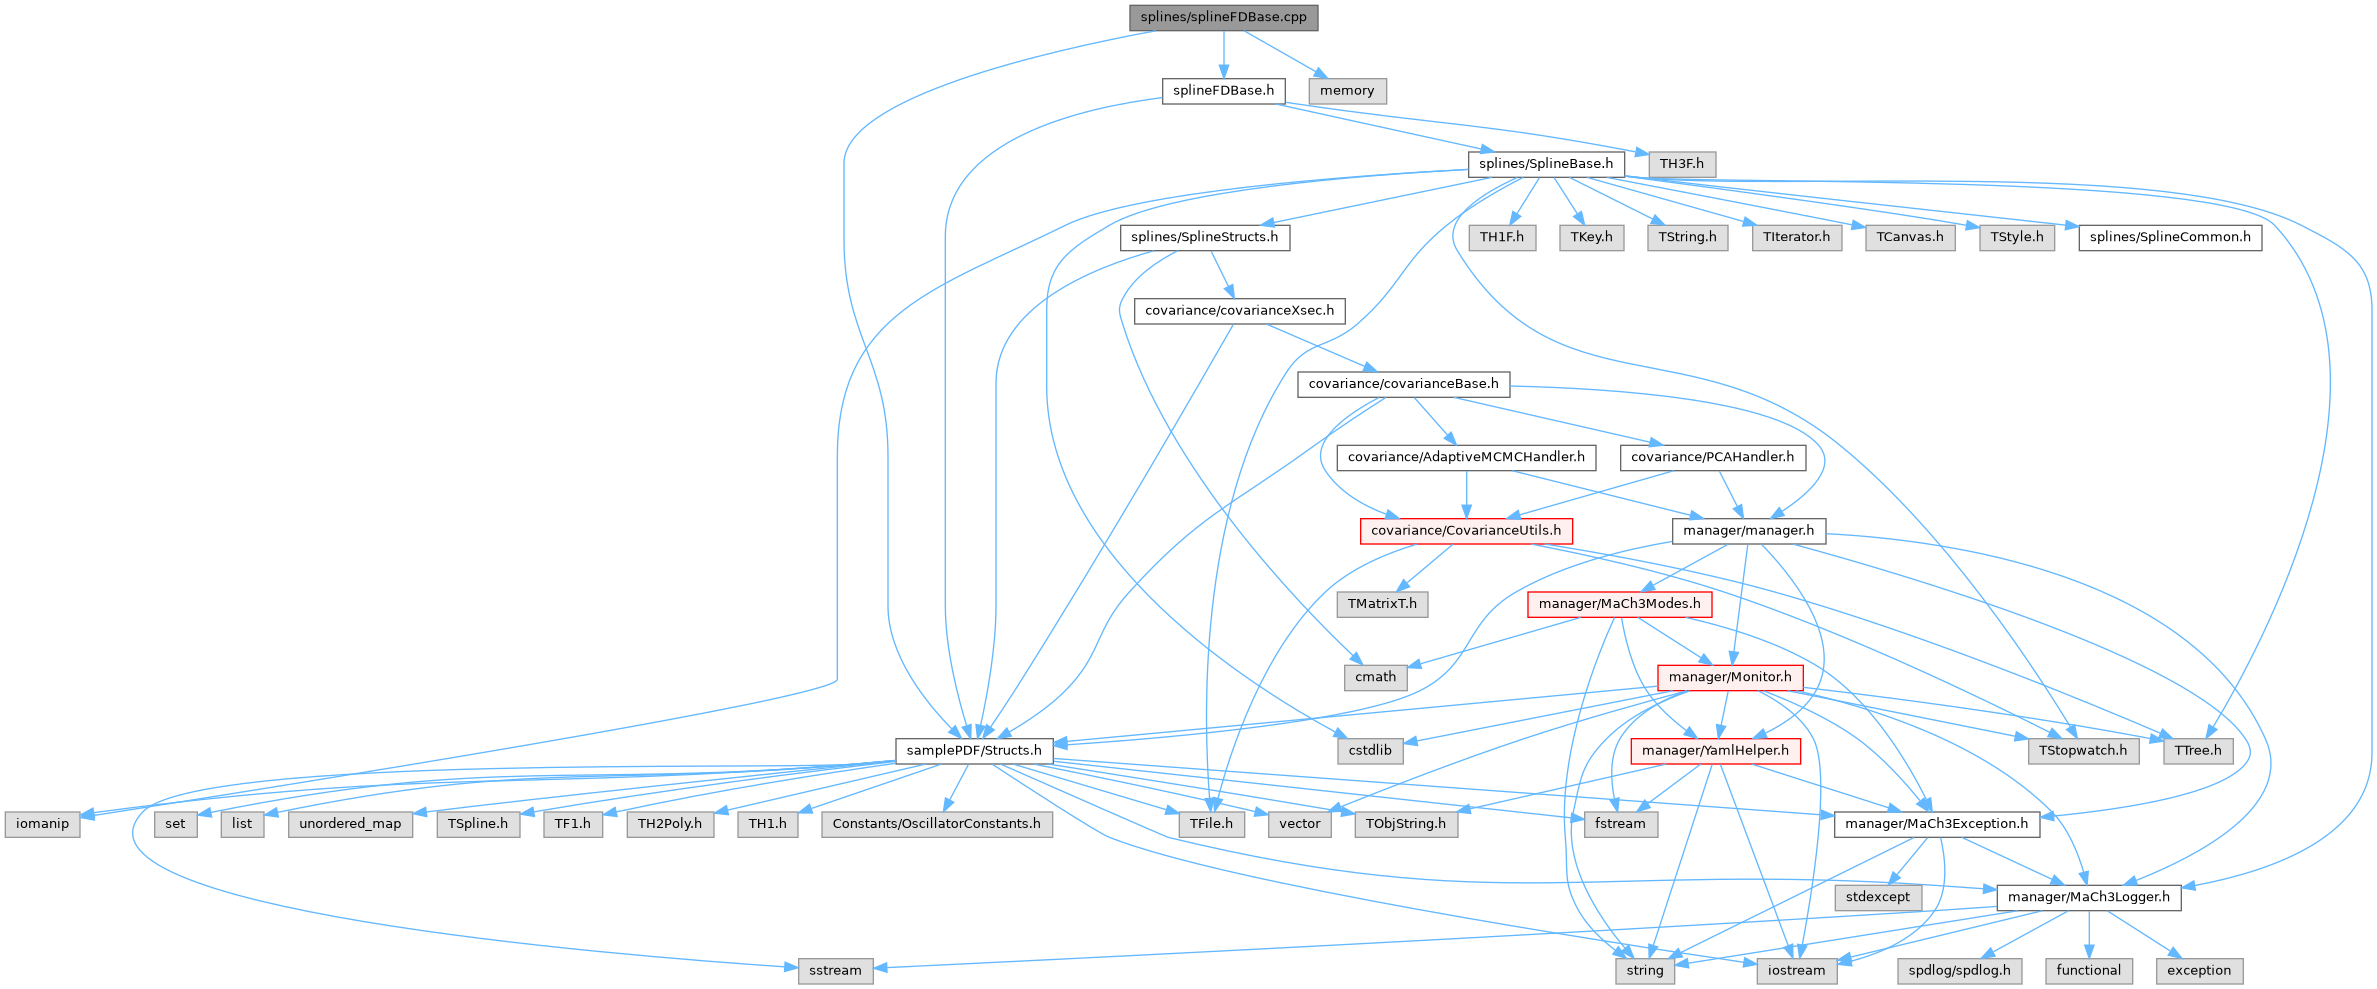 splines/splineFDBase.cpp
splineFDBase.h
memory
splines/SplineBase.h
TH3F.h
splines/SplineStructs.h
TH1F.h
TKey.h
TString.h
TIterator.h
TCanvas.h
TStyle.h
splines/SplineCommon.h
covariance/covarianceXsec.h
covariance/covarianceBase.h
covariance/AdaptiveMCMCHandler.h
covariance/PCAHandler.h
covariance/CovarianceUtils.h
manager/manager.h
TMatrixT.h
manager/MaCh3Modes.h
cmath
manager/Monitor.h
samplePDF/Structs.h
cstdlib
manager/YamlHelper.h
TStopwatch.h
TTree.h
iomanip
set
list
unordered_map
TSpline.h
TF1.h
TH2Poly.h
TH1.h
Constants/OscillatorConstants.h
TFile.h
vector
TObjString.h
fstream
manager/MaCh3Exception.h
stdexcept
manager/MaCh3Logger.h
sstream
string
iostream
spdlog/spdlog.h
functional
exception